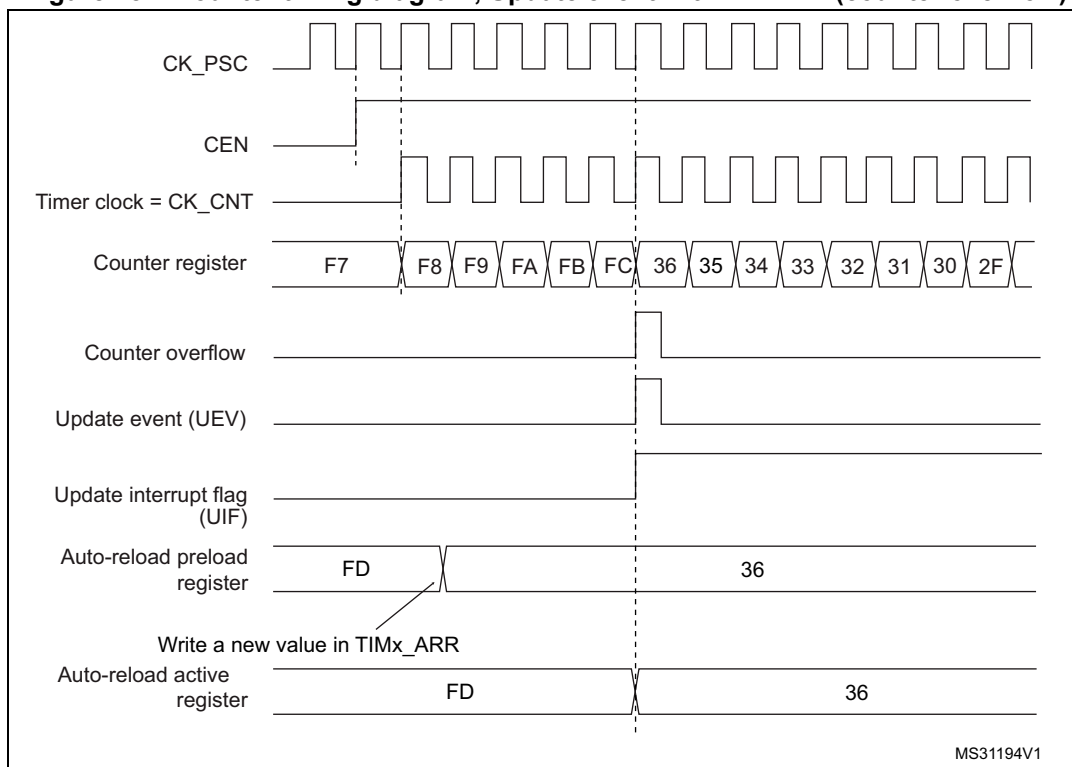 CK_PSC
CEN
Timer clock = CK_CNT
Counter register
F7 F8 F9 FA FB FC 36 35 34 33 32 31 30 2F
Counter overflow
Update event (UEV)
Update interrupt flag
(UIF)
Auto-reload preload
register
FD 36
Write a new value in TIMx_ARR
Auto-reload active
register
FD 36
MS31194V1